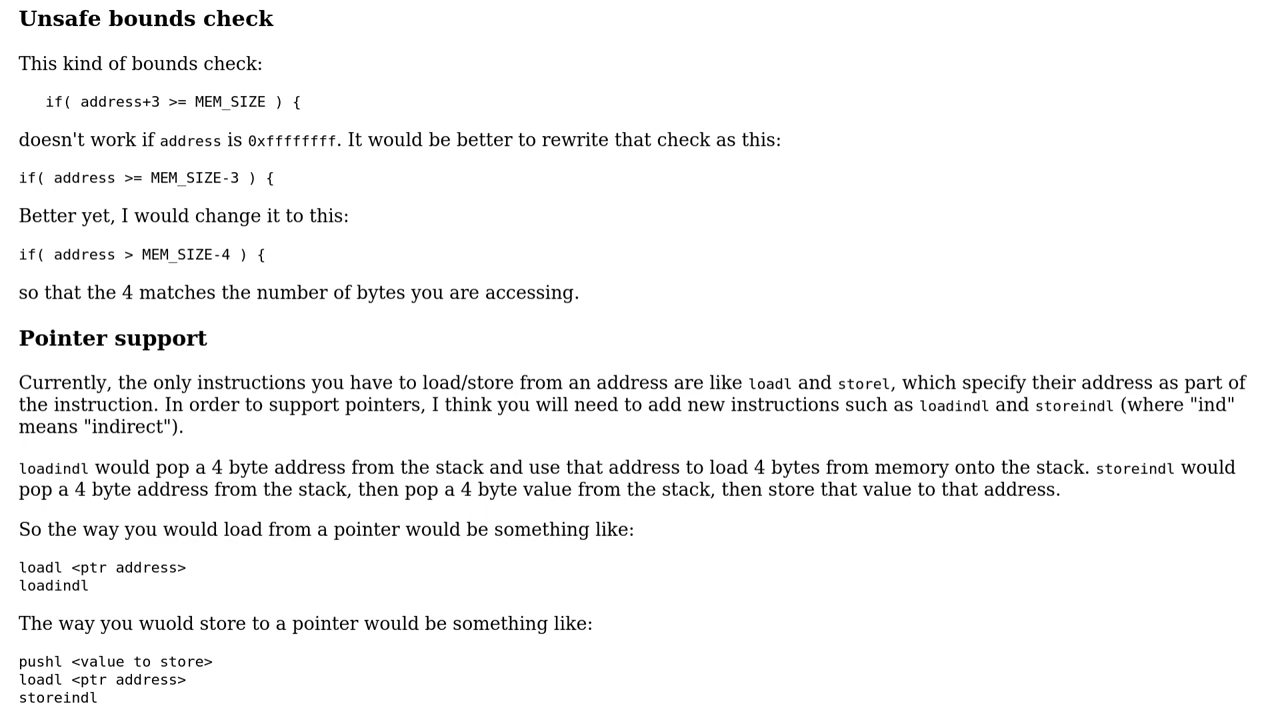 Unsafe bounds check
This kind of bounds check:
if( address+3 >= MEM_SIZE ) {
doesn't work if address is 0xffffffff. It would be better to rewrite that check as this:
if( address >= MEM_SIZE-3 ) {
Better yet, I would change it to this:
if( address > MEM_SIZE-4 ) {
so that the 4 matches the number of bytes you are accessing.
Pointer support
Currently, the only instructions you have to load/store from an address are like loadl and storel, which specify their address as part of
the instruction. In order to support pointers, I think you will need to add new instructions such as loadindl and storeindl (where "ind"
means "indirect").
loadindl would pop a 4 byte address from the stack and use that address to load 4 bytes from memory onto the stack. storeindl would
pop a 4 byte address from the stack, then pop a 4 byte value from the stack, then store that value to that address.
So the way you would load from a pointer would be something like:
loadl <ptr address>
loadindl
The way you wuold store to a pointer would be something like:
pushl <value to store>
loadl <ptr address>
storeindl